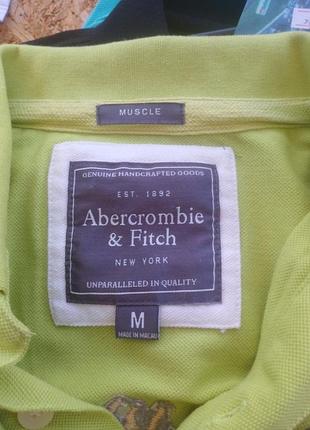 MUSCLE
GENUINE HANDCRAFTED GOODS
EST. 1892
Abercrombie
& Fitch
NEW YORK
UNPARALLELED IN QUALITY
M
MADE IN MACAU